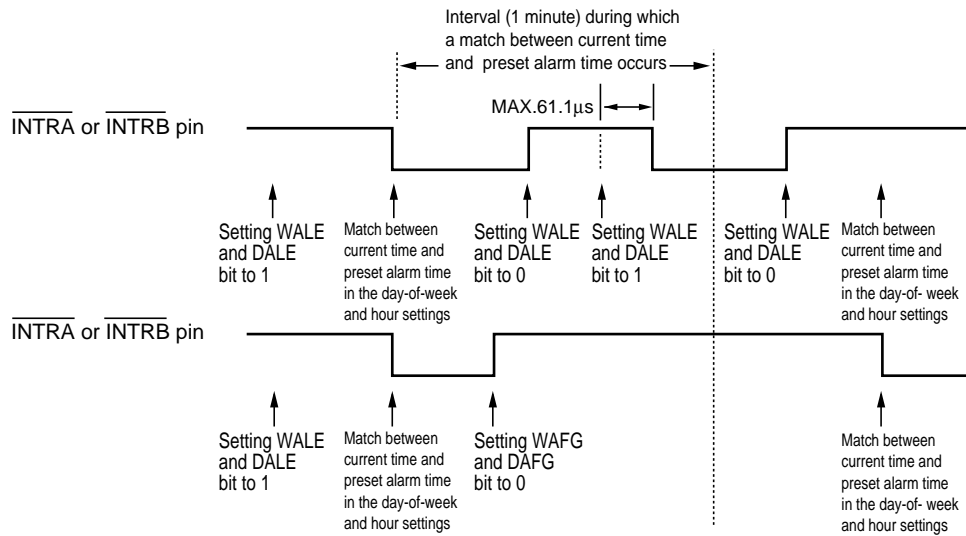 Interval (1 minute) during which
a match between current time
and preset alarm time occurs
MAX.61.1μs
INTRA or INTRB pin
Setting WALE
and DALE
bit to 1
Match between
current time and
preset alarm time
in the day-of-week
and hour settings
Setting WALE
and DALE
bit to 0
Setting WALE
and DALE
bit to 1
Setting WALE
and DALE
bit to 0
Match between
current time and
preset alarm time
in the day-of- week
and hour settings
INTRA or INTRB pin
Setting WALE
and DALE
bit to 1
Match between
current time and
preset alarm time
in the day-of-week
and hour settings
Setting WAFG
and DAFG
bit to 0
Match between
current time and
preset alarm time
in the day-of- week
and hour settings